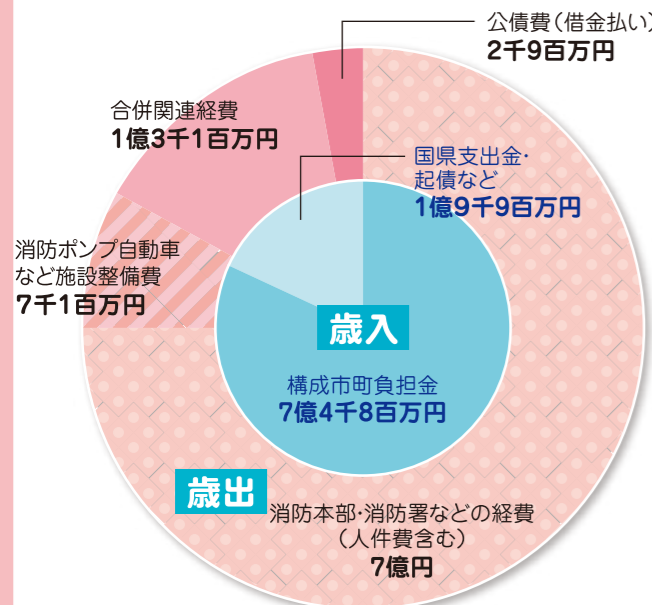 公債費（借金払い）
2千9百万円
合併関連経費
1億3千1百万円
国県支出金・
起債など
1億9千9百万円
消防ポンプ自動車
など施設整備費
7千1百万円
歳入
構成市町負担金
7億4千8百万円
歳出
消防本部・消防署などの経費
（人件費含む）
7億円